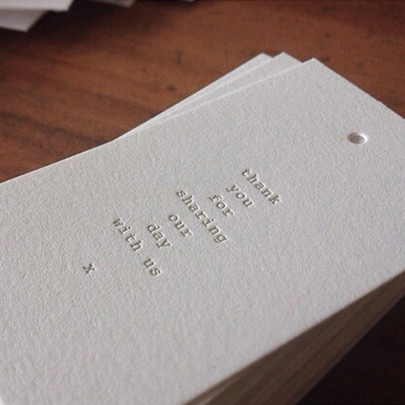 thank
you
for
sharing
our
day
with us
x